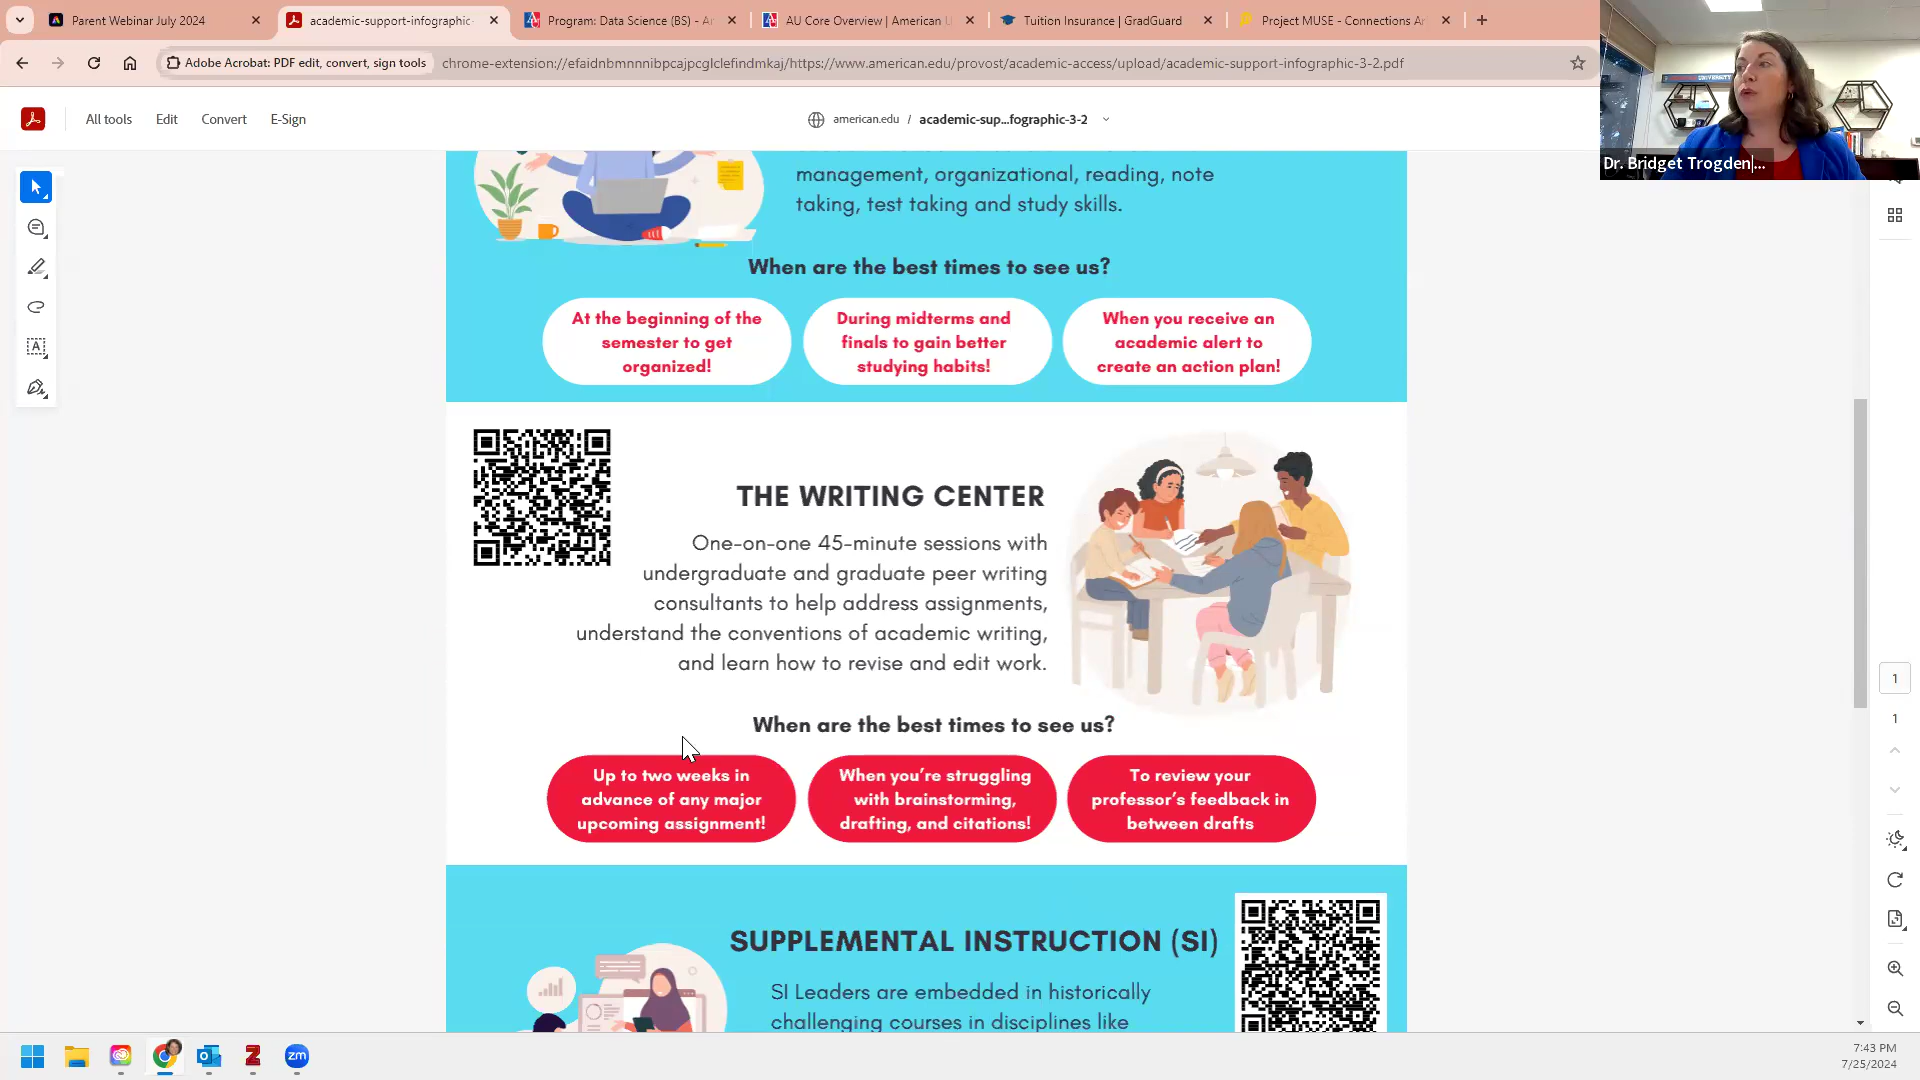 Parent Webinar July 2024
academic-support-infographic-
Program: Data Science (BS) - A
AU Core Overview | American U
Tuition Insurance | GradGuard
Project MUSE - Connections Ar
Adobe Acrobat: PDF edit, convert, sign tools
chrome-extension://efaidnbmnnnibpcajpcglclefindmkaj/https://www.american.edu/provost/academic-access/upload/academic-support-infographic-3-2.pdf
UNIVERSITY
Dr. Bridget Trogden|...
All tools
Edit
Convert
E-Sign
american.edu / academic-sup...fographic-3-2
management, organizational, reading, note
taking, test taking and study skills.
When are the best times to see us?
At the beginning of the
semester to get
organized!
During midterms and
finals to gain better
studying habits!
When you receive an
academic alert to
create an action plan!
THE WRITING CENTER
One-on-one 45-minute sessions with
undergraduate and graduate peer writing
consultants to help address assignments,
understand the conventions of academic writing,
and learn how to revise and edit work.
When are the best times to see us?
Up to two weeks in
advance of any major
upcoming assignment!
When you're struggling
with brainstorming,
drafting, and citations!
To review your
professor's feedback in
between drafts
SUPPLEMENTAL INSTRUCTION (SI)
SI Leaders are embedded in historically
challenging courses in disciplines like
1
1
zm
7:43 PM
7/25/2024